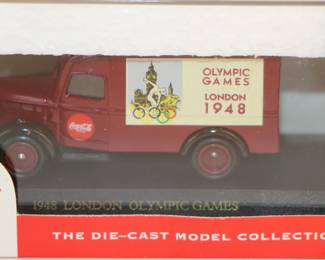 OLYMPIC
GAMES
LONDON
1948
Coca-Cola
1948 LONDON OLYMPIC GAMES
THE DIE-CAST MODEL COLLECTION